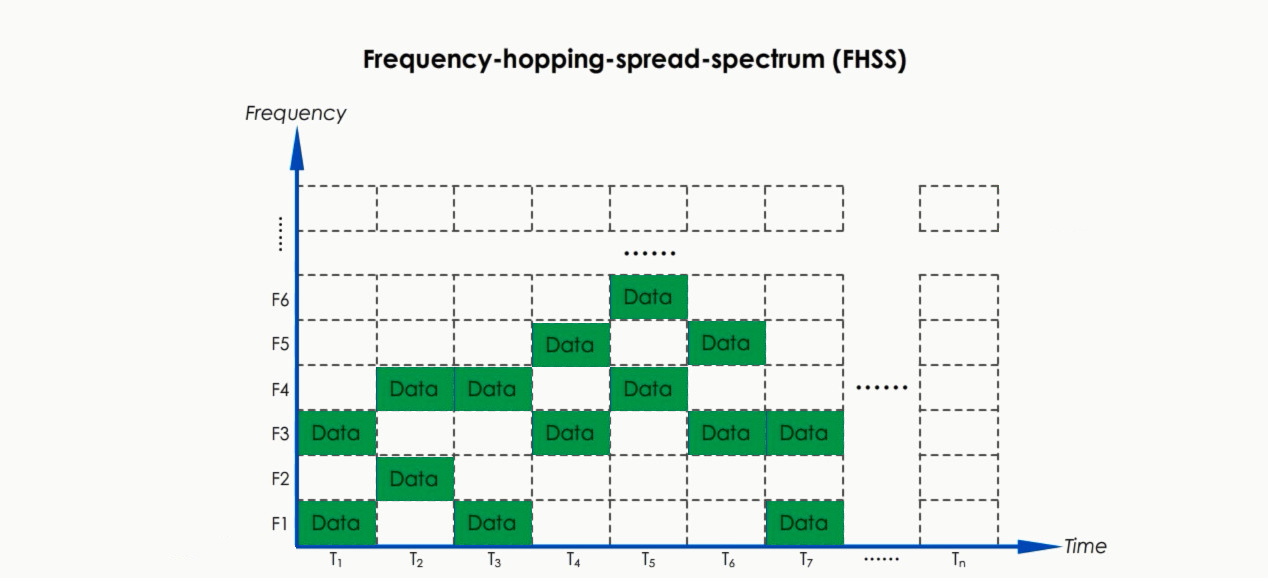 Frequency-hopping-spread-spectrum (FHSS)
Frequency
......
......
F6 Data
F5 Data Data
F4 Data Data Data ......
F3 Data Data Data Data
F2 Data
F1 Data Data Data
Time
T₁ T₂ T₃ T₄ T₅ T₆ T₇ ...... Tₙ